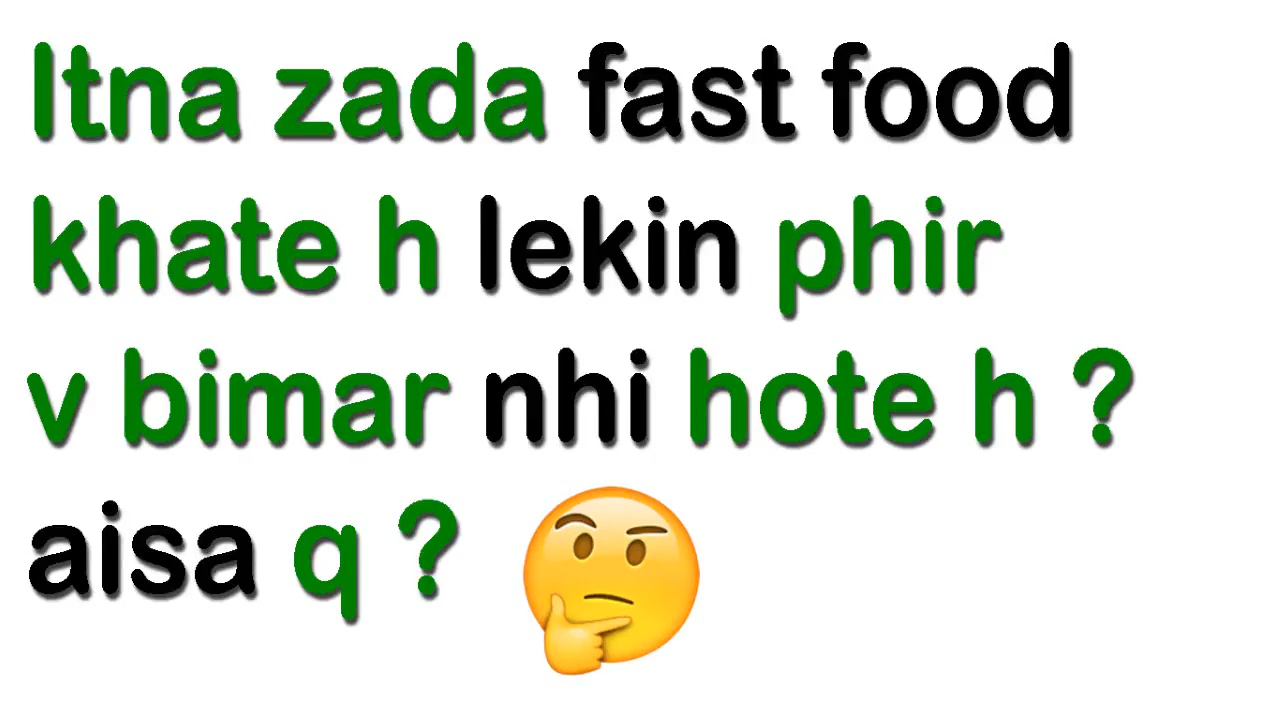 Itna zada fast food
khate h lekin phir
v bimar nhi hote h ?
aisa q ?